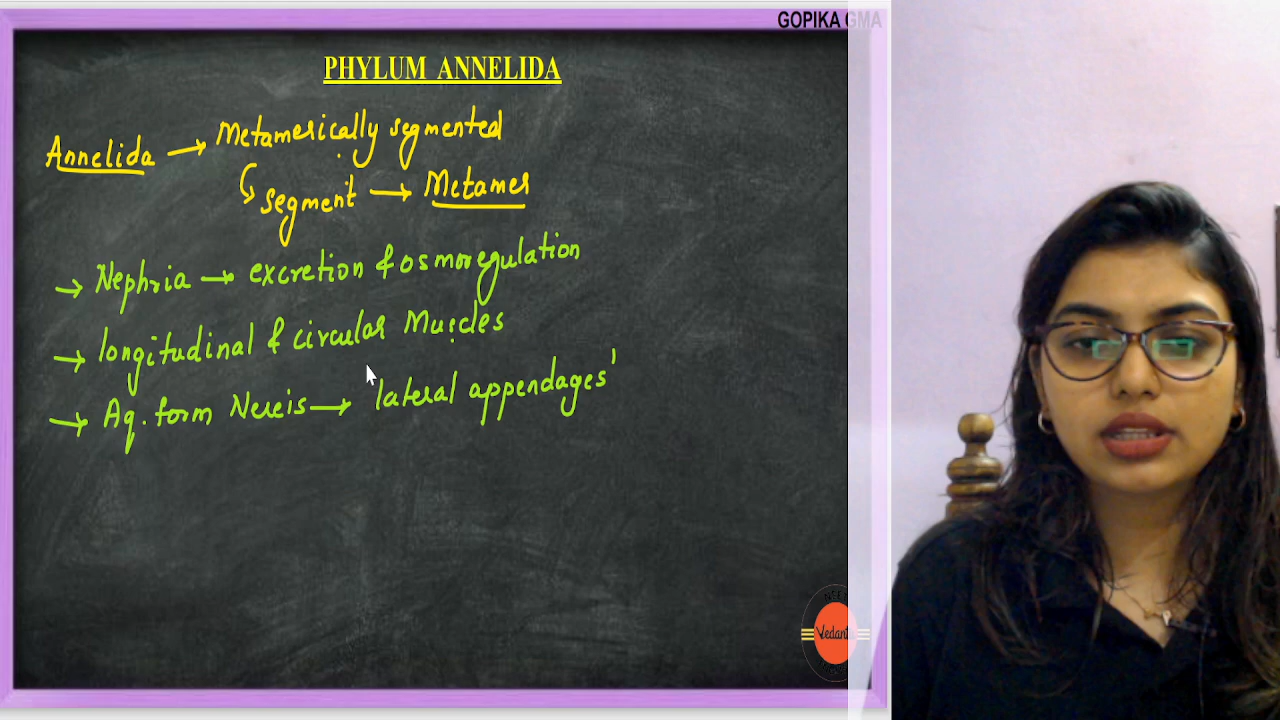 GOPIKA GMA
PHYLUM ANNELIDA
Annelida → Metamerically segmented
↳ segment → Metamer
→ Nephria → excretion & osmoregulation
→ longitudinal & circular Muscles
→ Aq. form Nereis → lateral appendages'